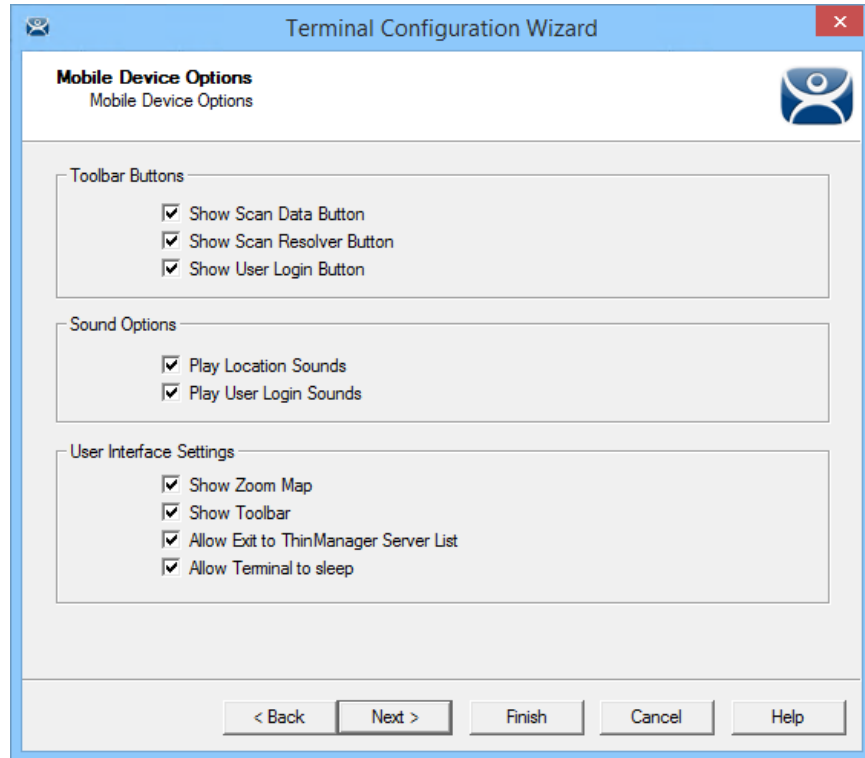 Terminal Configuration Wizard
Mobile Device Options
Mobile Device Options
Toolbar Buttons
Show Scan Data Button
Show Scan Resolver Button
Show User Login Button
Sound Options
Play Location Sounds
Play User Login Sounds
User Interface Settings
Show Zoom Map
Show Toolbar
Allow Exit to ThinManager Server List
Allow Terminal to sleep
< Back Next > Finish Cancel Help